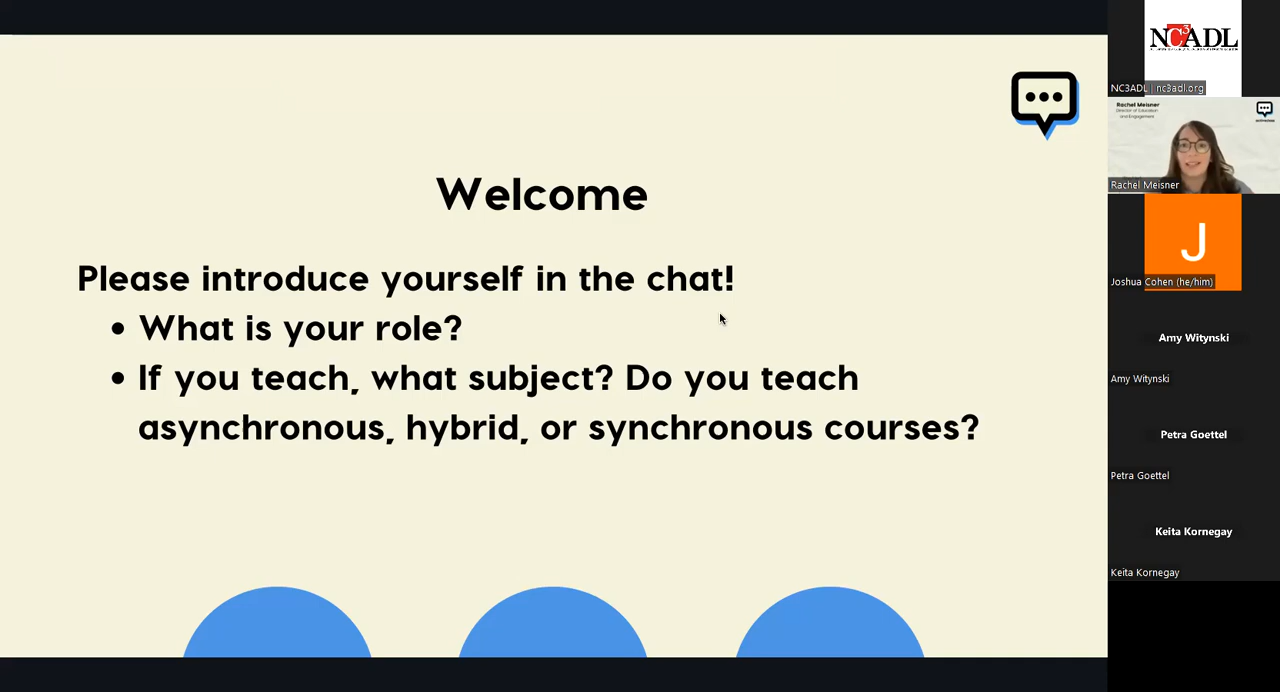 Welcome
Please introduce yourself in the chat!
• What is your role?
• If you teach, what subject? Do you teach
asynchronous, hybrid, or synchronous courses?
NC3ADL
NC3ADL | nc3adl.org
Rachel Meisner
Director of Education
and Engagement
Rachel Meisner
J
Joshua Cohen (he/him)
Amy Witynski
Amy Witynski
Petra Goettel
Petra Goettel
Keita Kornegay
Keita Kornegay